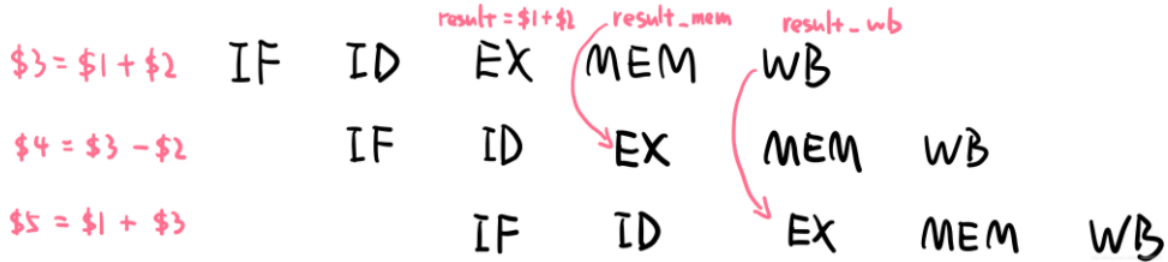 result = $1+$2 result_mem result_wb
$3 = $1 + $2 IF ID EX MEM WB
$4 = $3 - $2 IF ID EX MEM WB
$5 = $1 + $3 IF ID EX MEM WB